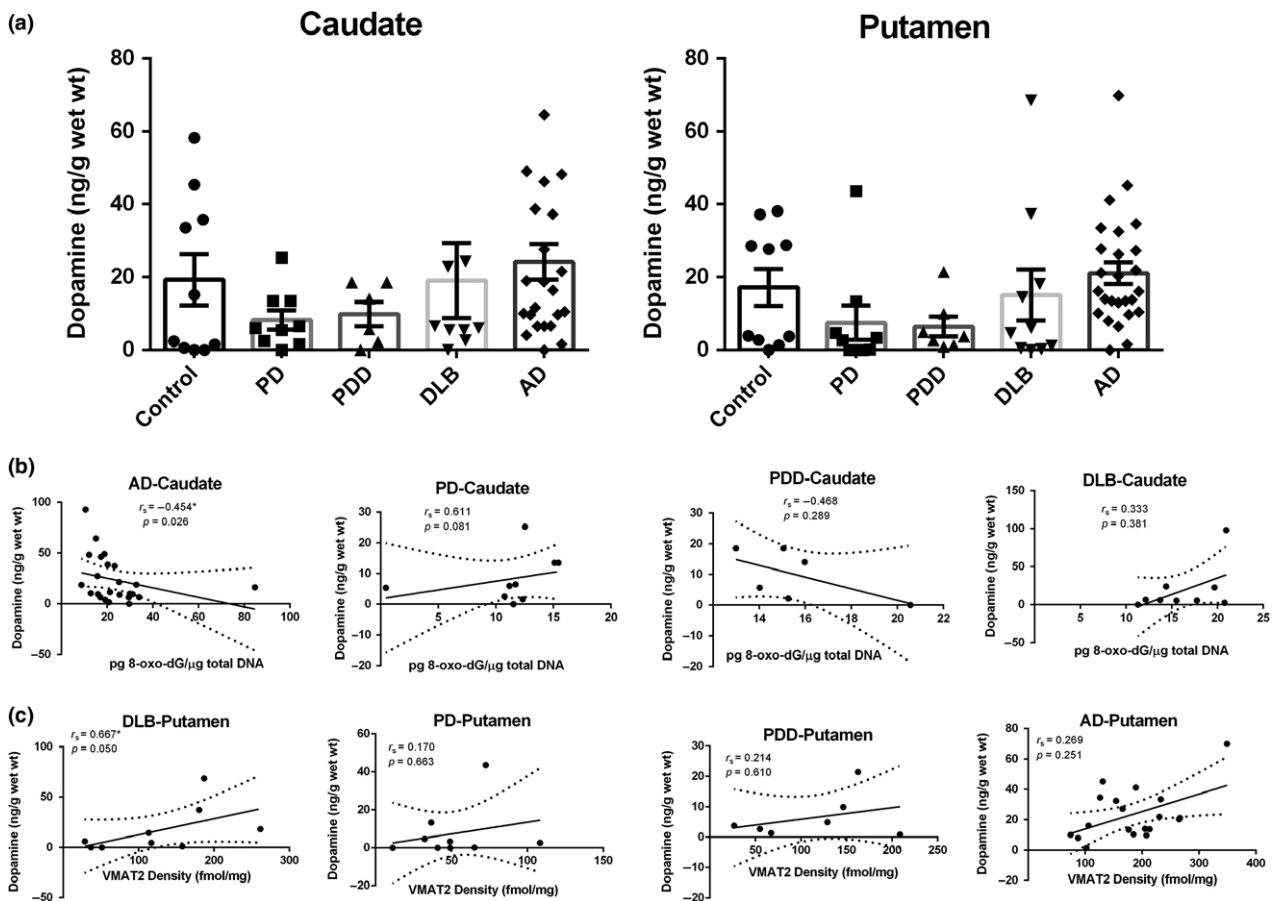 (a)
Caudate
Dopamine (ng/g wet wt)
80
60
40
20
0
Control
PD
PDD
DLB
AD
Putamen
Dopamine (ng/g wet wt)
80
60
40
20
0
Control
PD
PDD
DLB
AD
(b)
AD-Caudate
rs = −0.454*
p = 0.026
Dopamine (ng/g wet wt)
100
50
0
−50
20 40 60 80 100
pg 8-oxo-dG/µg total DNA
PD-Caudate
rs = 0.611
p = 0.081
Dopamine (ng/g wet wt)
30
20
10
0
−10
−20
5 10 15 20
pg 8-oxo-dG/µg total DNA
PDD-Caudate
rs = −0.468
p = 0.289
Dopamine (ng/g wet wt)
30
20
10
0
−10
−20
14 16 18 20 22
pg 8-oxo-dG/µg total DNA
DLB-Caudate
rs = 0.333
p = 0.381
Dopamine (ng/g wet wt)
150
100
50
0
−50
5 10 15 20 25
pg 8-oxo-dG/µg total DNA
(c)
DLB-Putamen
rs = 0.667*
p = 0.050
Dopamine (ng/g wet wt)
100
50
0
−50
100 200 300
VMAT2 Density (fmol/mg)
PD-Putamen
rs = 0.170
p = 0.663
Dopamine (ng/g wet wt)
60
40
20
0
−20
50 100 150
VMAT2 Density (fmol/mg)
PDD-Putamen
rs = 0.214
p = 0.610
Dopamine (ng/g wet wt)
30
20
10
0
−10
−20
50 100 150 200 250
VMAT2 Density (fmol/mg)
AD-Putamen
rs = 0.269
p = 0.251
Dopamine (ng/g wet wt)
80
60
40
20
0
−20
100 200 300 400
VMAT2 Density (fmol/mg)